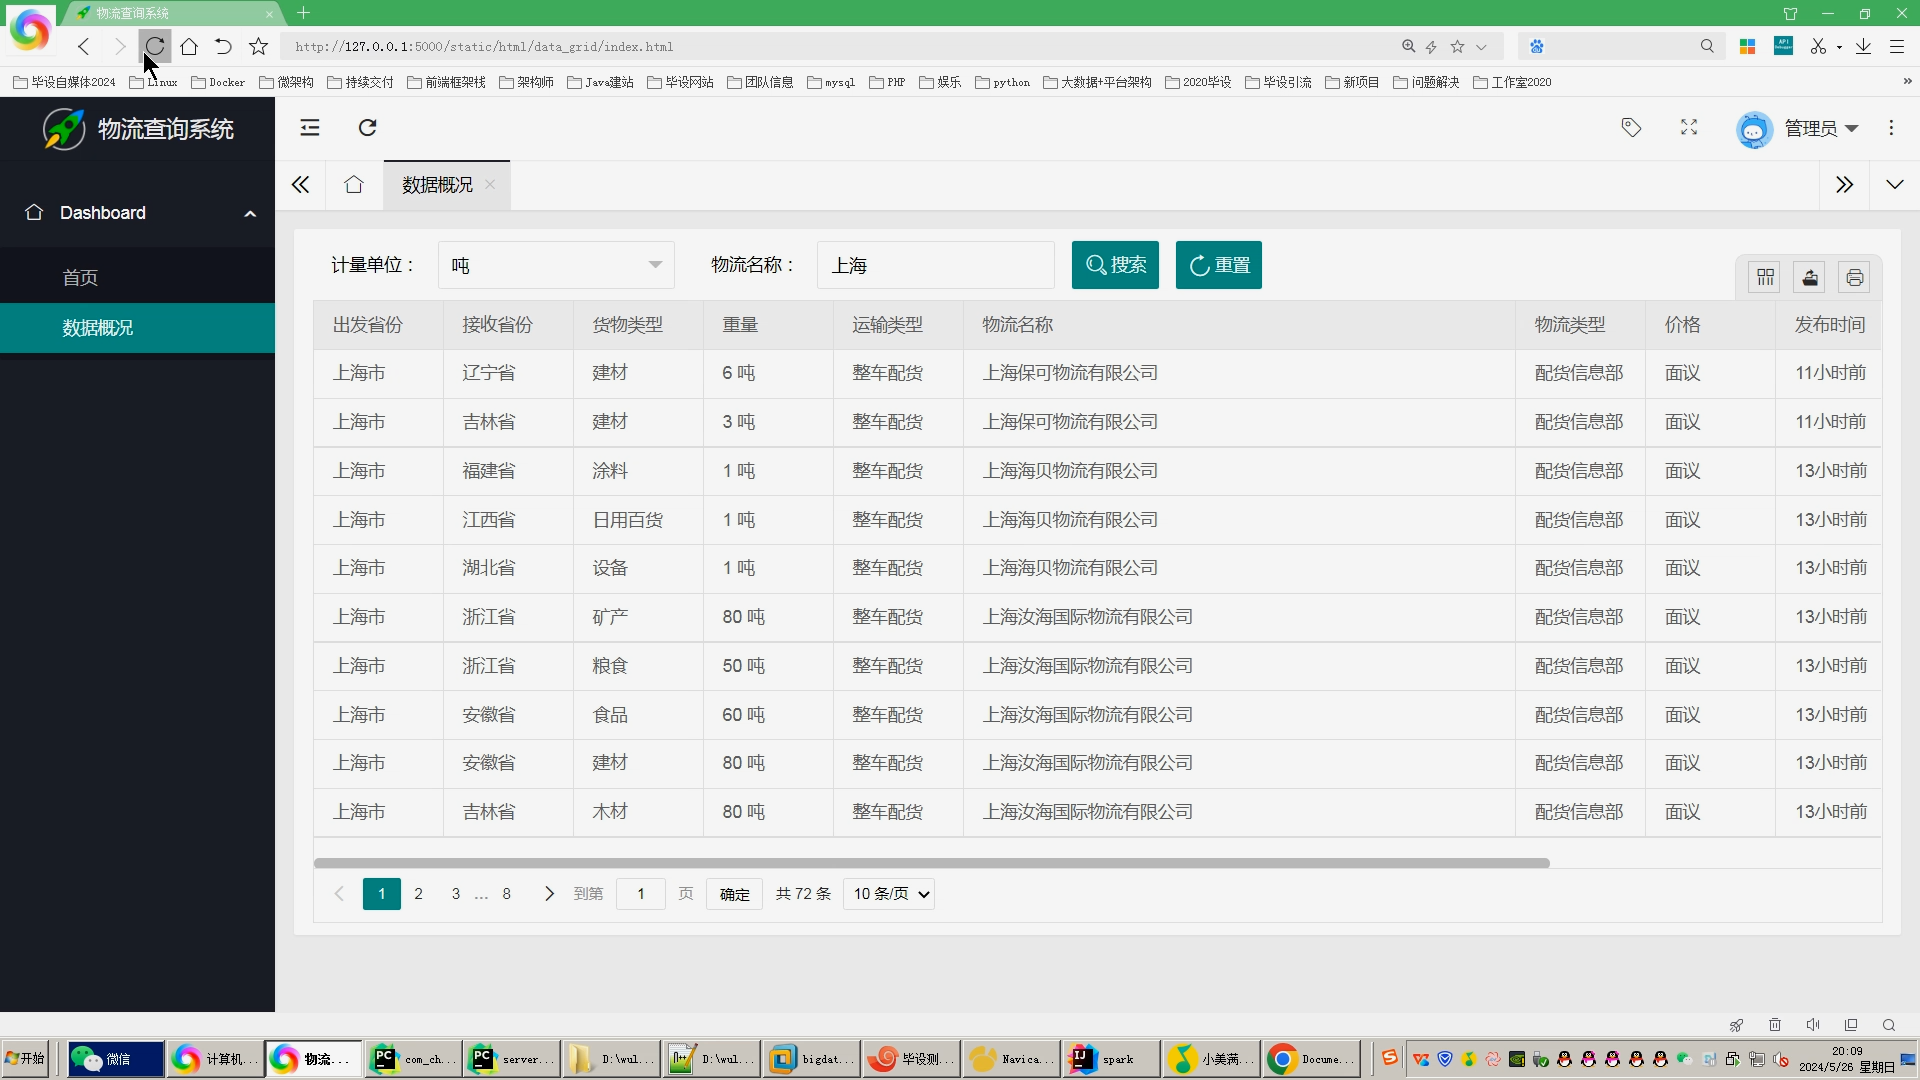 物流查询系统
http://127.0.0.1:5000/static/html/data_grid/index.html
毕设自媒体2024 Linux Docker 微架构 持续交付 前端框架栈 架构师 Java建站 毕设网站 团队信息 mysql PHP 娱乐 python 大数据+平台架构 2020毕设 毕设引流 新项目 问题解决 工作室2020
物流查询系统
管理员
数据概况
Dashboard
首页
数据概况
计量单位： 吨 物流名称： 上海 搜索 重置
出发省份 接收省份 货物类型 重量 运输类型 物流名称 物流类型 价格 发布时间
上海市 辽宁省 建材 6 吨 整车配货 上海保可物流有限公司 配货信息部 面议 11小时前
上海市 吉林省 建材 3 吨 整车配货 上海保可物流有限公司 配货信息部 面议 11小时前
上海市 福建省 涂料 1 吨 整车配货 上海海贝物流有限公司 配货信息部 面议 13小时前
上海市 江西省 日用百货 1 吨 整车配货 上海海贝物流有限公司 配货信息部 面议 13小时前
上海市 湖北省 设备 1 吨 整车配货 上海海贝物流有限公司 配货信息部 面议 13小时前
上海市 浙江省 矿产 80 吨 整车配货 上海汝海国际物流有限公司 配货信息部 面议 13小时前
上海市 浙江省 粮食 50 吨 整车配货 上海汝海国际物流有限公司 配货信息部 面议 13小时前
上海市 安徽省 食品 60 吨 整车配货 上海汝海国际物流有限公司 配货信息部 面议 13小时前
上海市 安徽省 建材 80 吨 整车配货 上海汝海国际物流有限公司 配货信息部 面议 13小时前
上海市 吉林省 木材 80 吨 整车配货 上海汝海国际物流有限公司 配货信息部 面议 13小时前
1 2 3 … 8 到第 1 页 确定 共 72 条 10 条/页
开始 微信 计算机... 物流... com_ch... server... D:\wul... D:\wul... bigdat... 毕设测... Navica... spark 小美满... Docume... 20:09
2024/5/26 星期日